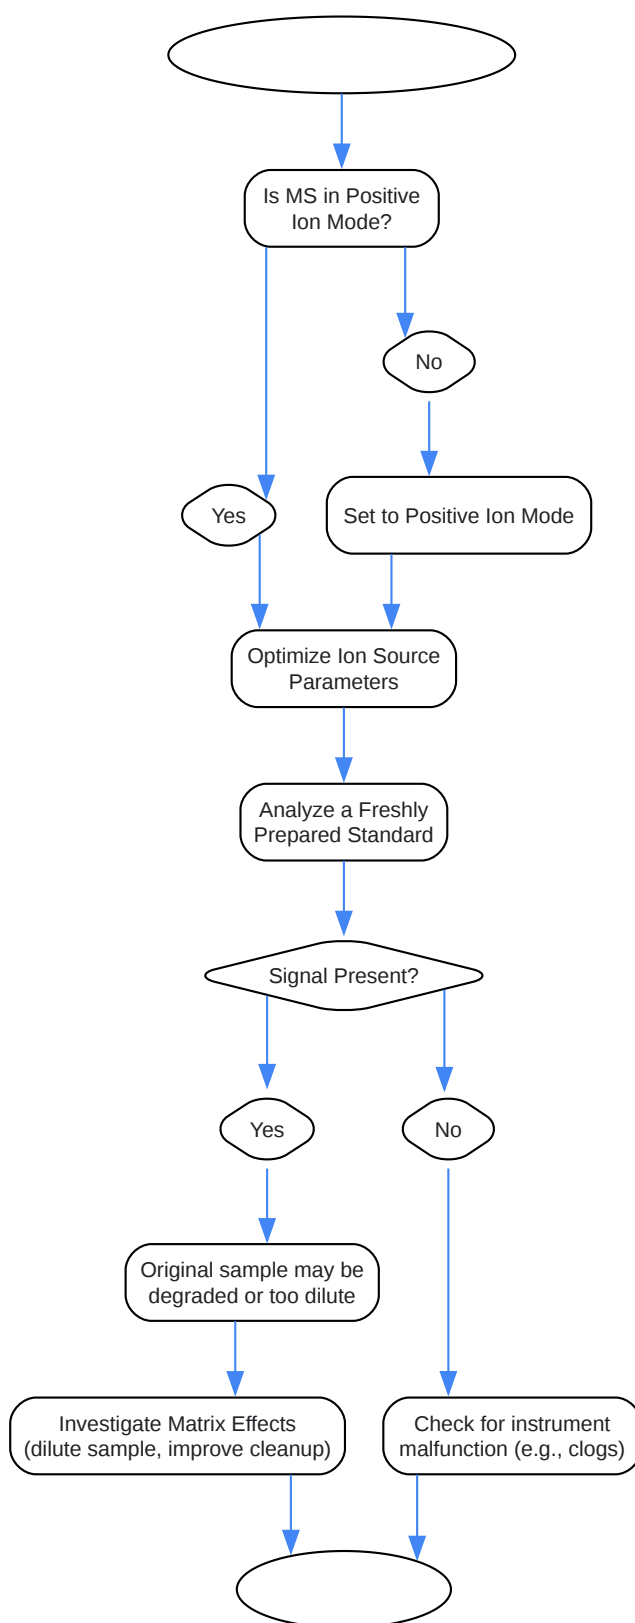 Is MS in Positive
Ion Mode?
No
Yes
Set to Positive Ion Mode
Optimize Ion Source
Parameters
Analyze a Freshly
Prepared Standard
Signal Present?
Yes
No
Original sample may be
degraded or too dilute
Investigate Matrix Effects
(dilute sample, improve cleanup)
Check for instrument
malfunction (e.g., clogs)